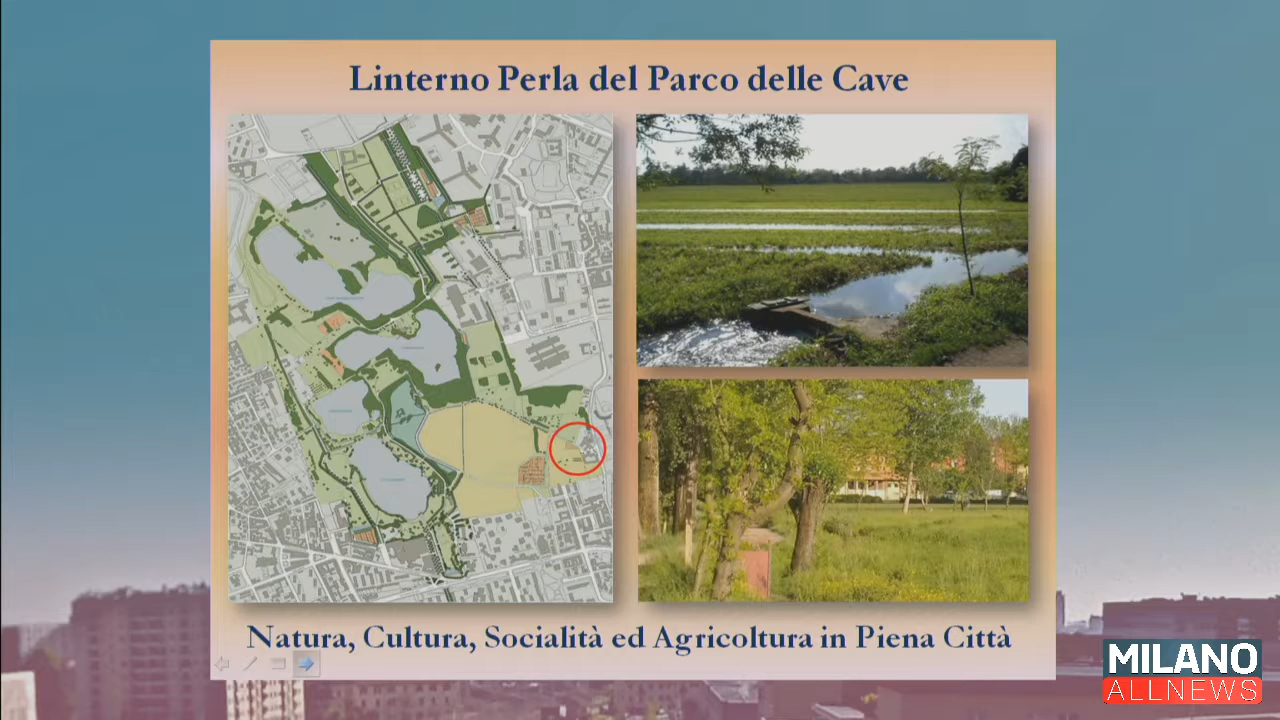 Linterno Perla del Parco delle Cave
Natura, Cultura, Socialità ed Agricoltura in Piena Città
MILANO
ALLNEWS